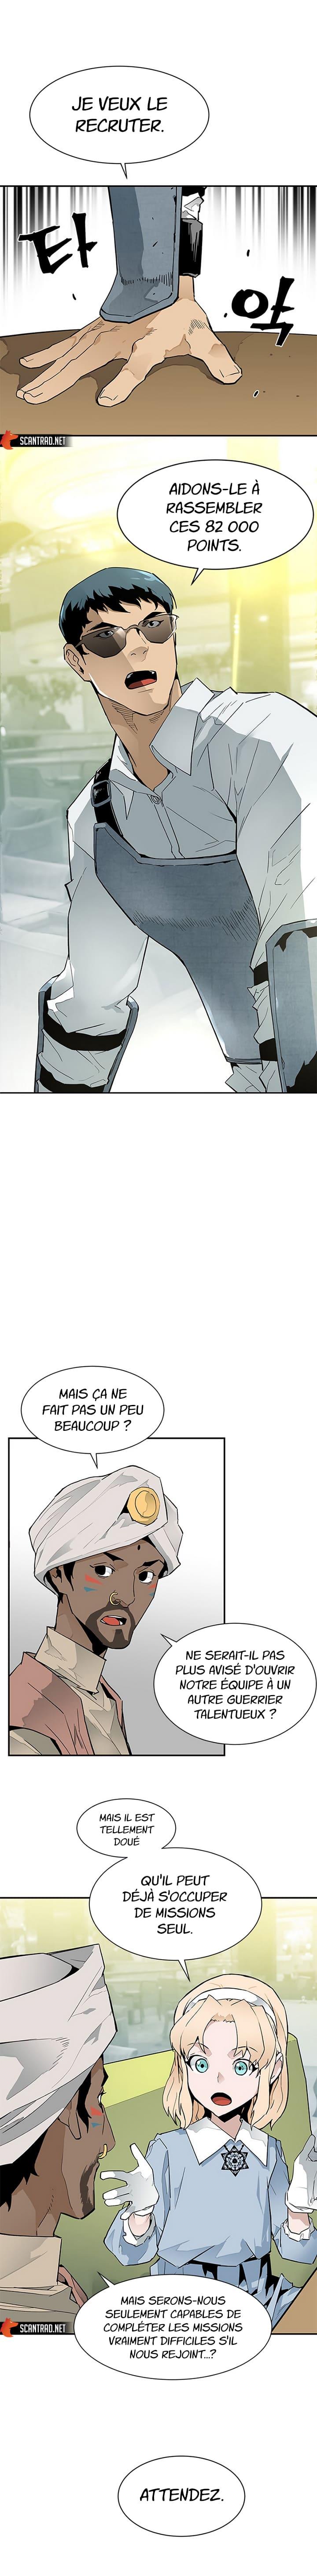 JE VEUX LE
RECRUTER.
타
악
SCANTRAD.NET
AIDONS-LE À
RASSEMBLER
CES 82 000
POINTS.
MAIS ÇA NE
FAIT PAS UN PEU
BEAUCOUP ?
NE SERAIT-IL PAS
PLUS AVISÉ D'OUVRIR
NOTRE ÉQUIPE À UN
AUTRE GUERRIER
TALENTUEUX ?
MAIS IL EST
TELLEMENT
DOUÉ
QU'IL PEUT
DÉJÀ S'OCCUPER
DE MISSIONS
SEUL.
MAIS SERONS-NOUS
SEULEMENT CAPABLES DE
COMPLÉTER LES MISSIONS
VRAIMENT DIFFICILES S'IL
NOUS REJOINT...?
SCANTRAD.NET
ATTENDEZ.